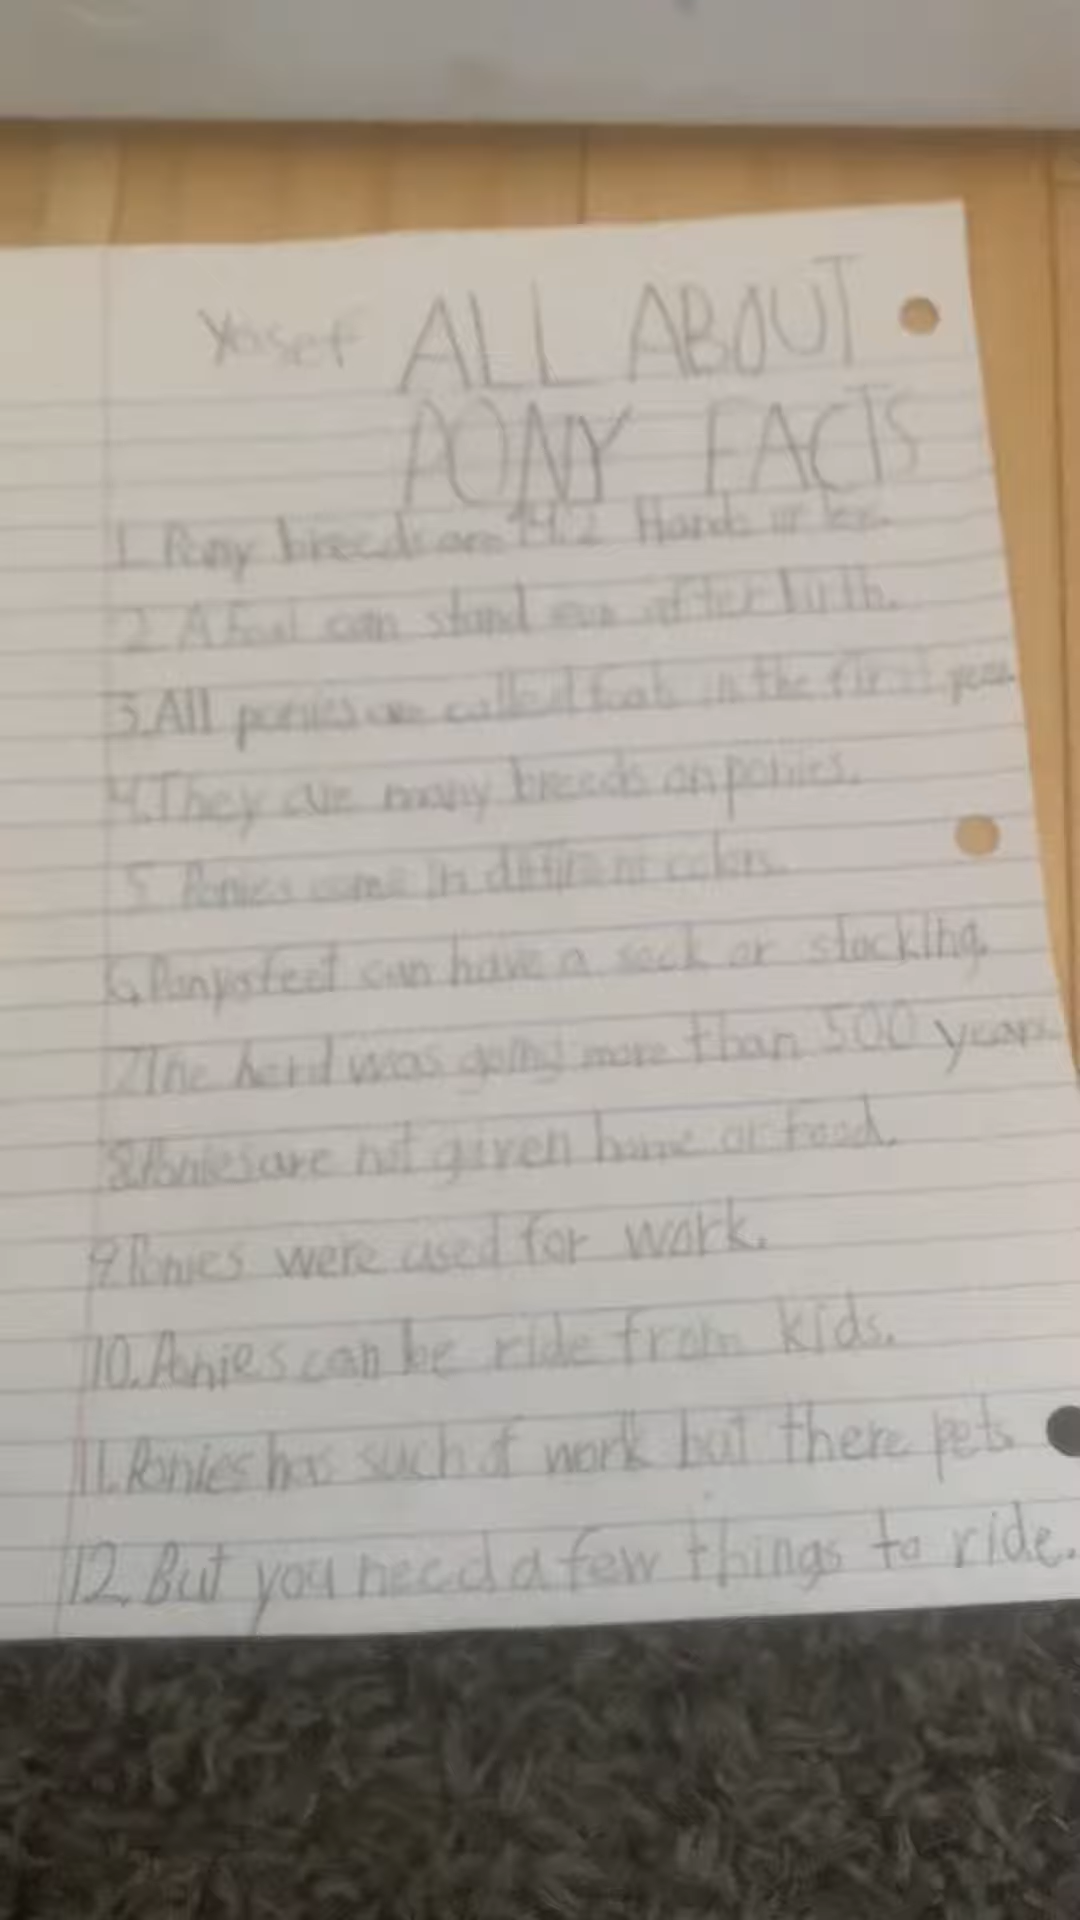 Yosef ALL ABOUT
PONY FACTS
1. Pony breeds are 14.2 Hands or less.
2. A foal can stand after birth.
3. All ponies are called foals in the first year.
4. They are many breeds on ponies.
5. Ponies come in different colors.
6. Ponys feet can have a sock or stocking.
7. The herd was going more than 500 years.
8. Ponies are not given home or food.
9. Ponies were used for work.
10. Ponies can be ride from kids.
11. Ponies has such of work but there pets.
12. But you need a few things to ride.